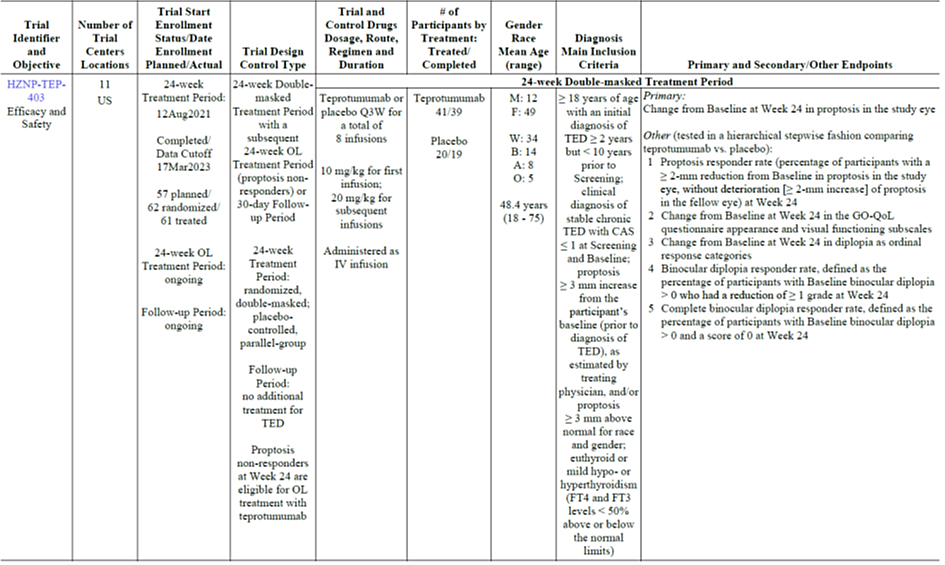 Trial
Identifier
and
Objective
Number of
Trial
Centers
Locations
Trial Start
Enrollment
Status/Date
Enrollment
Planned/Actual
Trial Design
Control Type
Trial and
Control Drugs
Dosage, Route,
Regimen and
Duration
# of
Participants by
Treatment:
Treated/
Completed
Gender
Race
Mean Age
(range)
Diagnosis
Main Inclusion
Criteria
Primary and Secondary/Other Endpoints
24-week Double-masked Treatment Period
HZNP-TEP-
403
Efficacy and
Safety
11
US
24-week
Treatment Period:
12Aug2021
Completed/
Data Cutoff
17Mar2023
57 planned/
62 randomized/
61 treated
24-week OL
Treatment Period:
ongoing
Follow-up Period:
ongoing
24-week Double-
masked
Treatment Period
with a
subsequent
24-week OL
Treatment Period
(proptosis non-
responders) or
30-day Follow-
up Period
24-week
Treatment
Period:
randomized,
double-masked;
placebo-
controlled,
parallel-group
Follow-up
Period:
no additional
treatment for
TED
Proptosis
non-responders
at Week 24 are
eligible for OL
treatment with
teprotumumab
Teprotumumab or
placebo Q3W for
a total of
8 infusions
10 mg/kg for first
infusion;
20 mg/kg for
subsequent
infusions
Administered as
IV infusion
Teprotumumab
41/39
Placebo
20/19
M: 12
F: 49
W: 34
B: 14
A: 8
O: 5
48.4 years
(18 - 75)
≥ 18 years of age
with an initial
diagnosis of
TED ≥ 2 years
but < 10 years
prior to
Screening;
clinical
diagnosis of
stable chronic
TED with CAS
≤ 1 at Screening
and Baseline;
proptosis
≥ 3 mm increase
from the
participant's
baseline (prior to
diagnosis of
TED), as
estimated by
treating
physician, and/or
proptosis
≥ 3 mm above
normal for race
and gender;
euthyroid or
mild hypo- or
hyperthyroidism
(FT4 and FT3
levels < 50%
above or below
the normal
limits)
Primary:
Change from Baseline at Week 24 in proptosis in the study eye
Other (tested in a hierarchical stepwise fashion comparing
teprotumumab vs. placebo):
1 Proptosis responder rate (percentage of participants with a
≥ 2-mm reduction from Baseline in proptosis in the study
eye, without deterioration [≥ 2-mm increase] of proptosis
in the fellow eye) at Week 24
2 Change from Baseline at Week 24 in the GO-QoL
questionnaire appearance and visual functioning subscales
3 Change from Baseline at Week 24 in diplopia as ordinal
response categories
4 Binocular diplopia responder rate, defined as the
percentage of participants with Baseline binocular diplopia
> 0 who had a reduction of ≥ 1 grade at Week 24
5 Complete binocular diplopia responder rate, defined as the
percentage of participants with Baseline binocular diplopia
> 0 and a score of 0 at Week 24